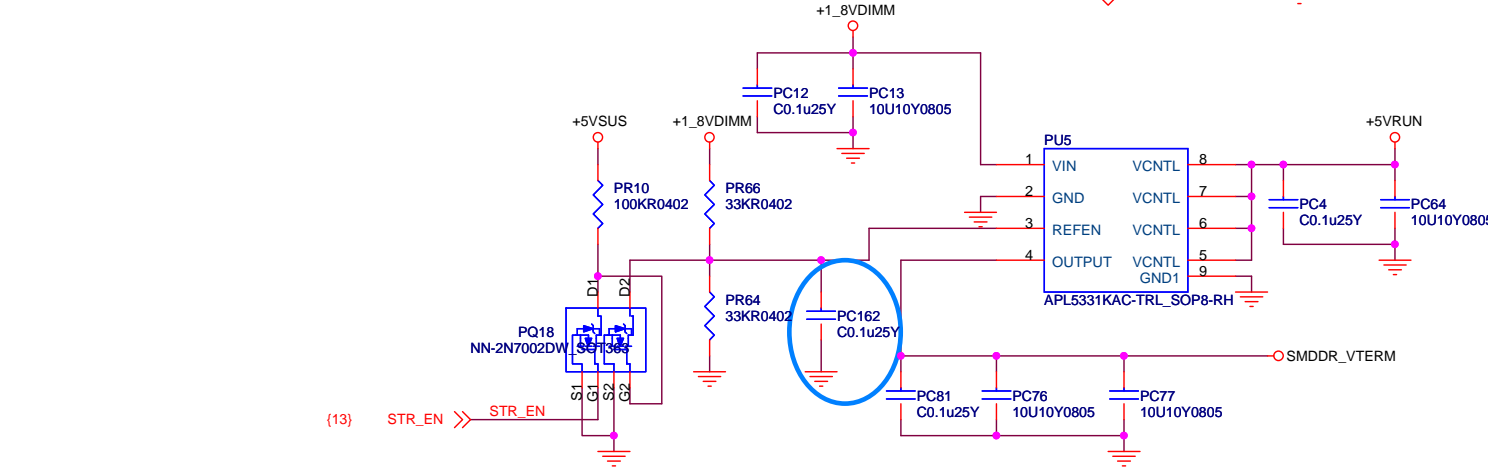 +1_8VDIMM
PC12
C0.1u25Y
PC13
10U10Y0805
+5VSUS
+1_8VDIMM
+5VRUN
PR10
100KR0402
PR66
33KR0402
PU5
1
VIN
VCNTL
8
2
GND
VCNTL
7
3
REFEN
VCNTL
6
4
OUTPUT
VCNTL
5
GND1
9
APL5331KAC-TRL_SOP8-RH
PC4
C0.1u25Y
PC64
10U10Y0805
D1
D2
PR64
33KR0402
PC162
C0.1u25Y
PQ18
NN-2N7002DW_SOT363
S1
G1
S2
G2
SMDDR_VTERM
PC81
C0.1u25Y
PC76
10U10Y0805
PC77
10U10Y0805
{13}
STR_EN
STR_EN